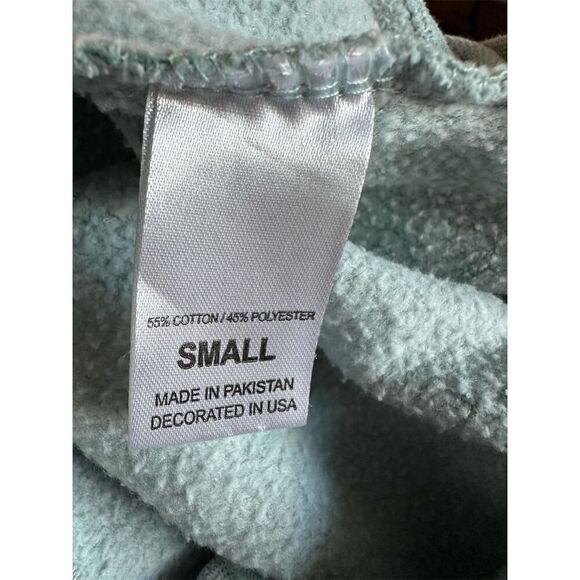 55% COTTON / 45% POLYESTER
SMALL
MADE IN PAKISTAN
DECORATED IN USA